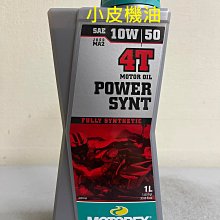 小皮機油
SAE 10W 50
JASO MA2
4T
MOTOR OIL
POWER
SYNT
FULLY SYNTHETIC
1L
MOTOREX